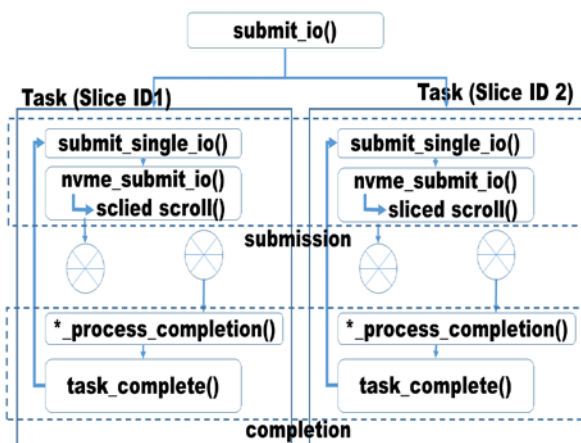 submit_io()
Task (Slice ID1)
Task (Slice ID 2)
submit_single_io()
submit_single_io()
nvme_submit_io()
sclied scroll()
nvme_submit_io()
sliced scroll()
submission
*_process_completion()
*_process_completion()
task_complete()
task_complete()
completion